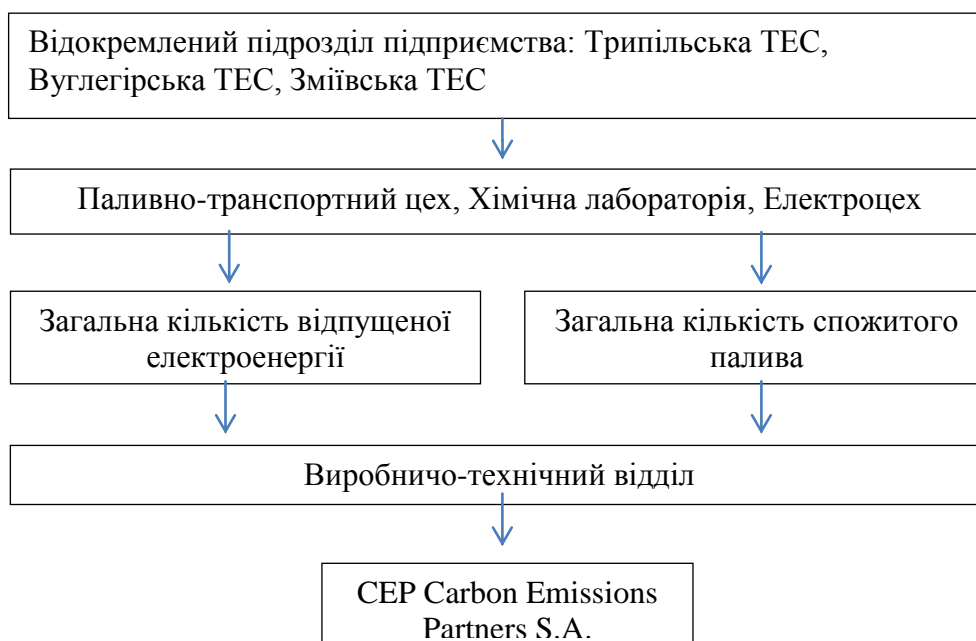 Відокремлений підрозділ підприємства: Трипільська ТЕС,
Вуглегірська ТЕС, Зміївська ТЕС
Паливно-транспортний цех, Хімічна лабораторія, Електроцех
Загальна кількість відпущеної
електроенергії
Загальна кількість спожитого
палива
Виробничо-технічний відділ
CEP Carbon Emissions
Partners S.A.